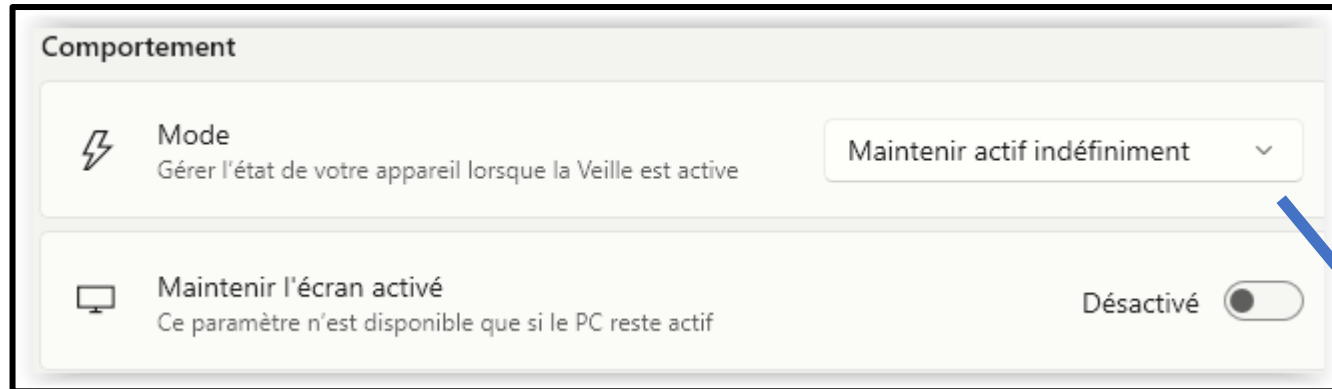 Comportement
Mode
Gérer l’état de votre appareil lorsque la Veille est active
Maintenir actif indéfiniment
Maintenir l'écran activé
Ce paramètre n’est disponible que si le PC reste actif
Désactivé